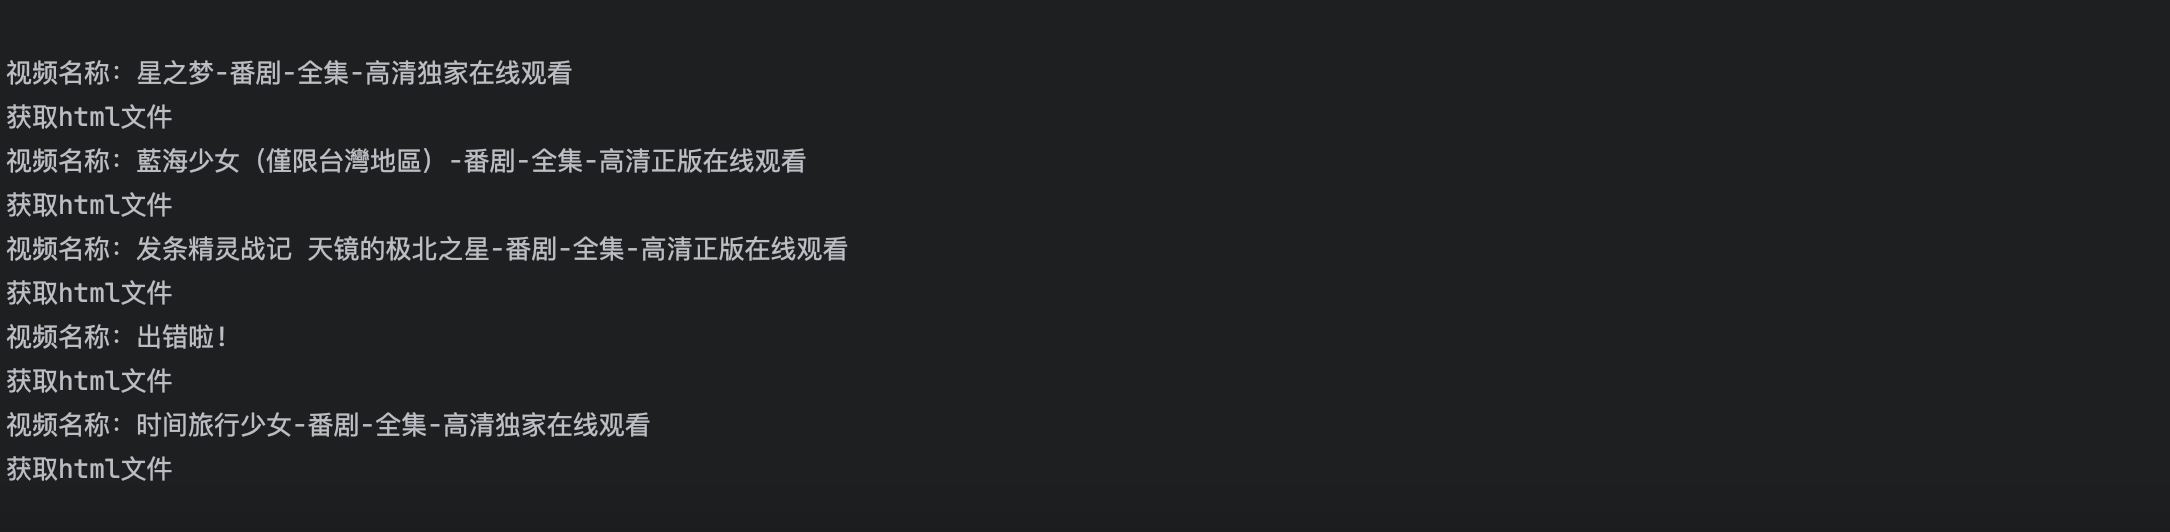 视频名称：星之梦-番剧-全集-高清独家在线观看
获取html文件
视频名称：藍海少女（僅限台灣地區）-番剧-全集-高清正版在线观看
获取html文件
视频名称：发条精灵战记 天镜的极北之星-番剧-全集-高清正版在线观看
获取html文件
视频名称：出错啦!
获取html文件
视频名称：时间旅行少女-番剧-全集-高清独家在线观看
获取html文件